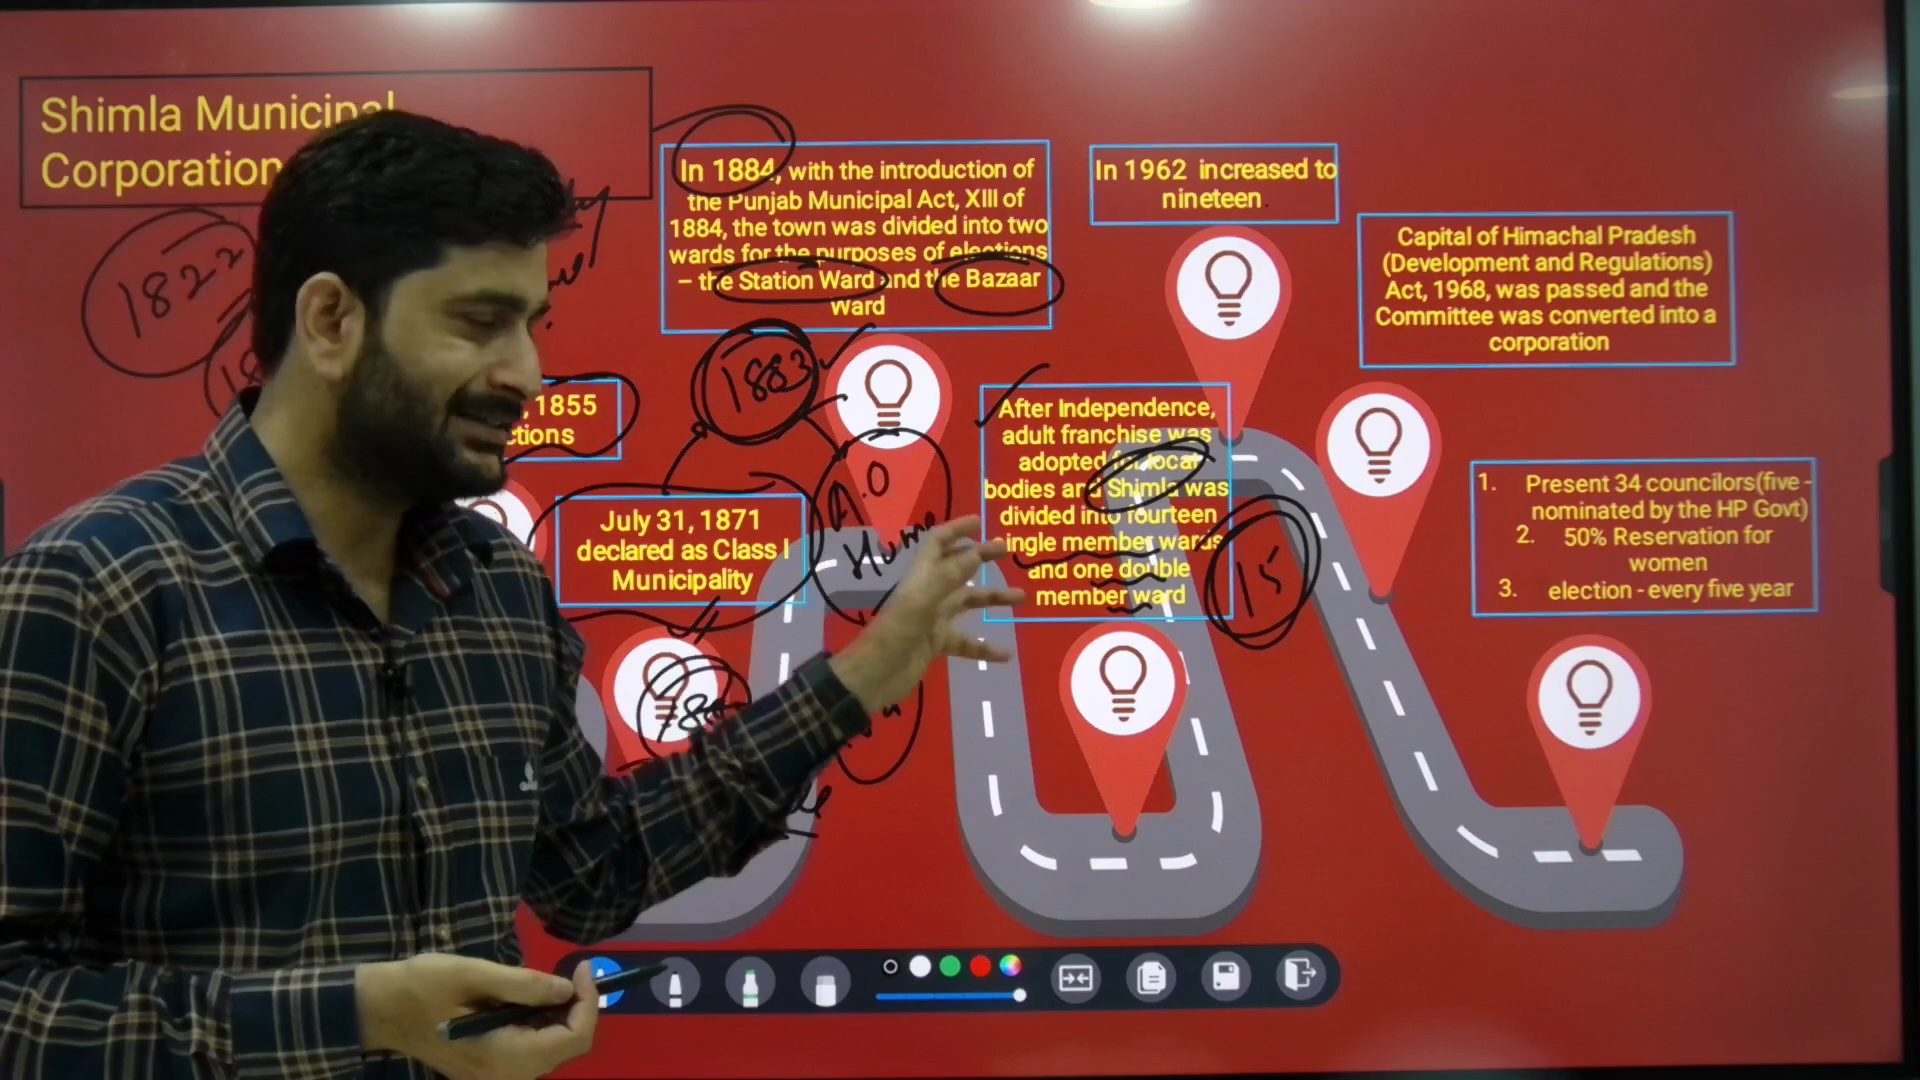 Shimla Municipal
Corporation
1822
, 1855
ctions
In 1884, with the introduction of
the Punjab Municipal Act, XIII of
1884, the town was divided into two
wards for the purposes of elections
– the Station Ward and the Bazaar
Ward
1883
A.O
Hume
July 31, 1871
declared as Class I
Municipality
In 1962 increased to
nineteen.
After Independence,
adult franchise was
adopted for local
bodies and Shimla was
divided into fourteen
single member wards
and one double
member ward
15
Capital of Himachal Pradesh
(Development and Regulations)
Act, 1968, was passed and the
Committee was converted into a
corporation
1. Present 34 councilors(five -
nominated by the HP Govt)
2. 50% Reservation for
women
3. election - every five year